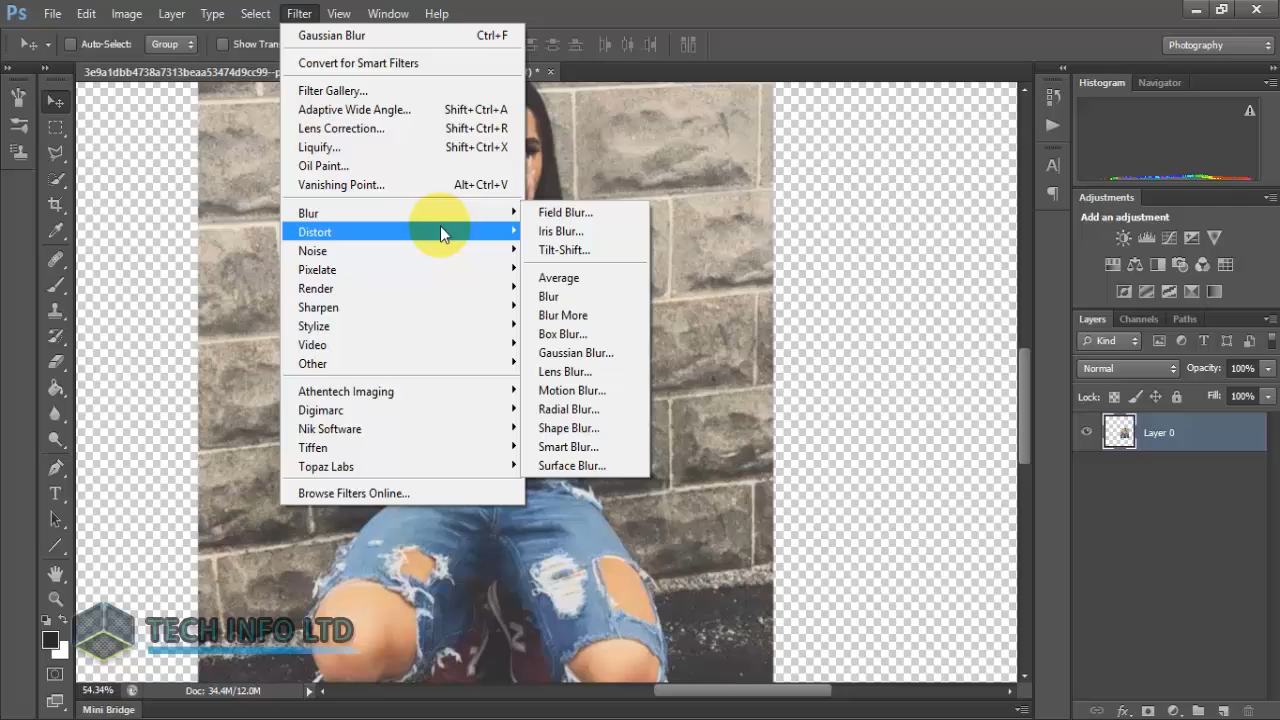 Ps File Edit Image Layer Type Select Filter View Window Help
Auto-Select: Group Show Tran
Photography
3e9a1dbb4738a7313beaa53474d9cc99--p
) * ×
Gaussian Blur Ctrl+F
Convert for Smart Filters
Filter Gallery...
Adaptive Wide Angle... Shift+Ctrl+A
Lens Correction... Shift+Ctrl+R
Liquify... Shift+Ctrl+X
Oil Paint...
Vanishing Point... Alt+Ctrl+V
Blur
Distort
Noise
Pixelate
Render
Sharpen
Stylize
Video
Other
Athentech Imaging
Digimarc
Nik Software
Tiffen
Topaz Labs
Browse Filters Online...
Field Blur...
Iris Blur...
Tilt-Shift...
Average
Blur
Blur More
Box Blur...
Gaussian Blur...
Lens Blur...
Motion Blur...
Radial Blur...
Shape Blur...
Smart Blur...
Surface Blur...
Histogram Navigator
Adjustments
Add an adjustment
Layers Channels Paths
Kind
Normal Opacity: 100%
Lock: Fill: 100%
Layer 0
TECH INFO LTD
54.34% Doc: 34.4M/12.0M
Mini Bridge